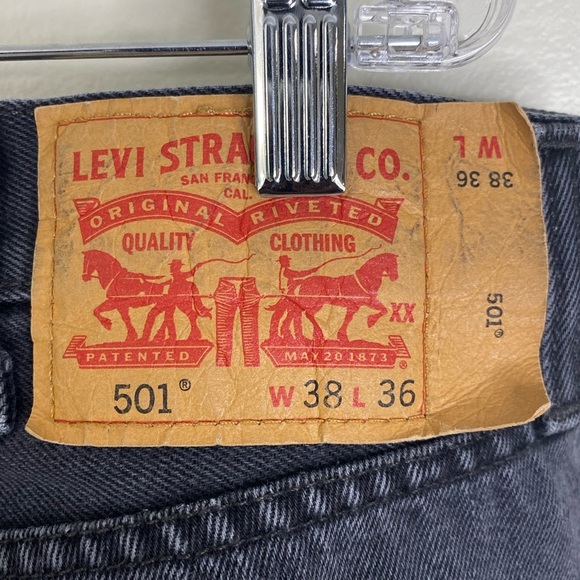 LEVI STRA CO.
SAN FRAN
CAL.
ORIGINAL RIVETED
QUALITY CLOTHING
XX
PATENTED MAY 20 1873
501® W 38 L 36
W L
38 36
501®